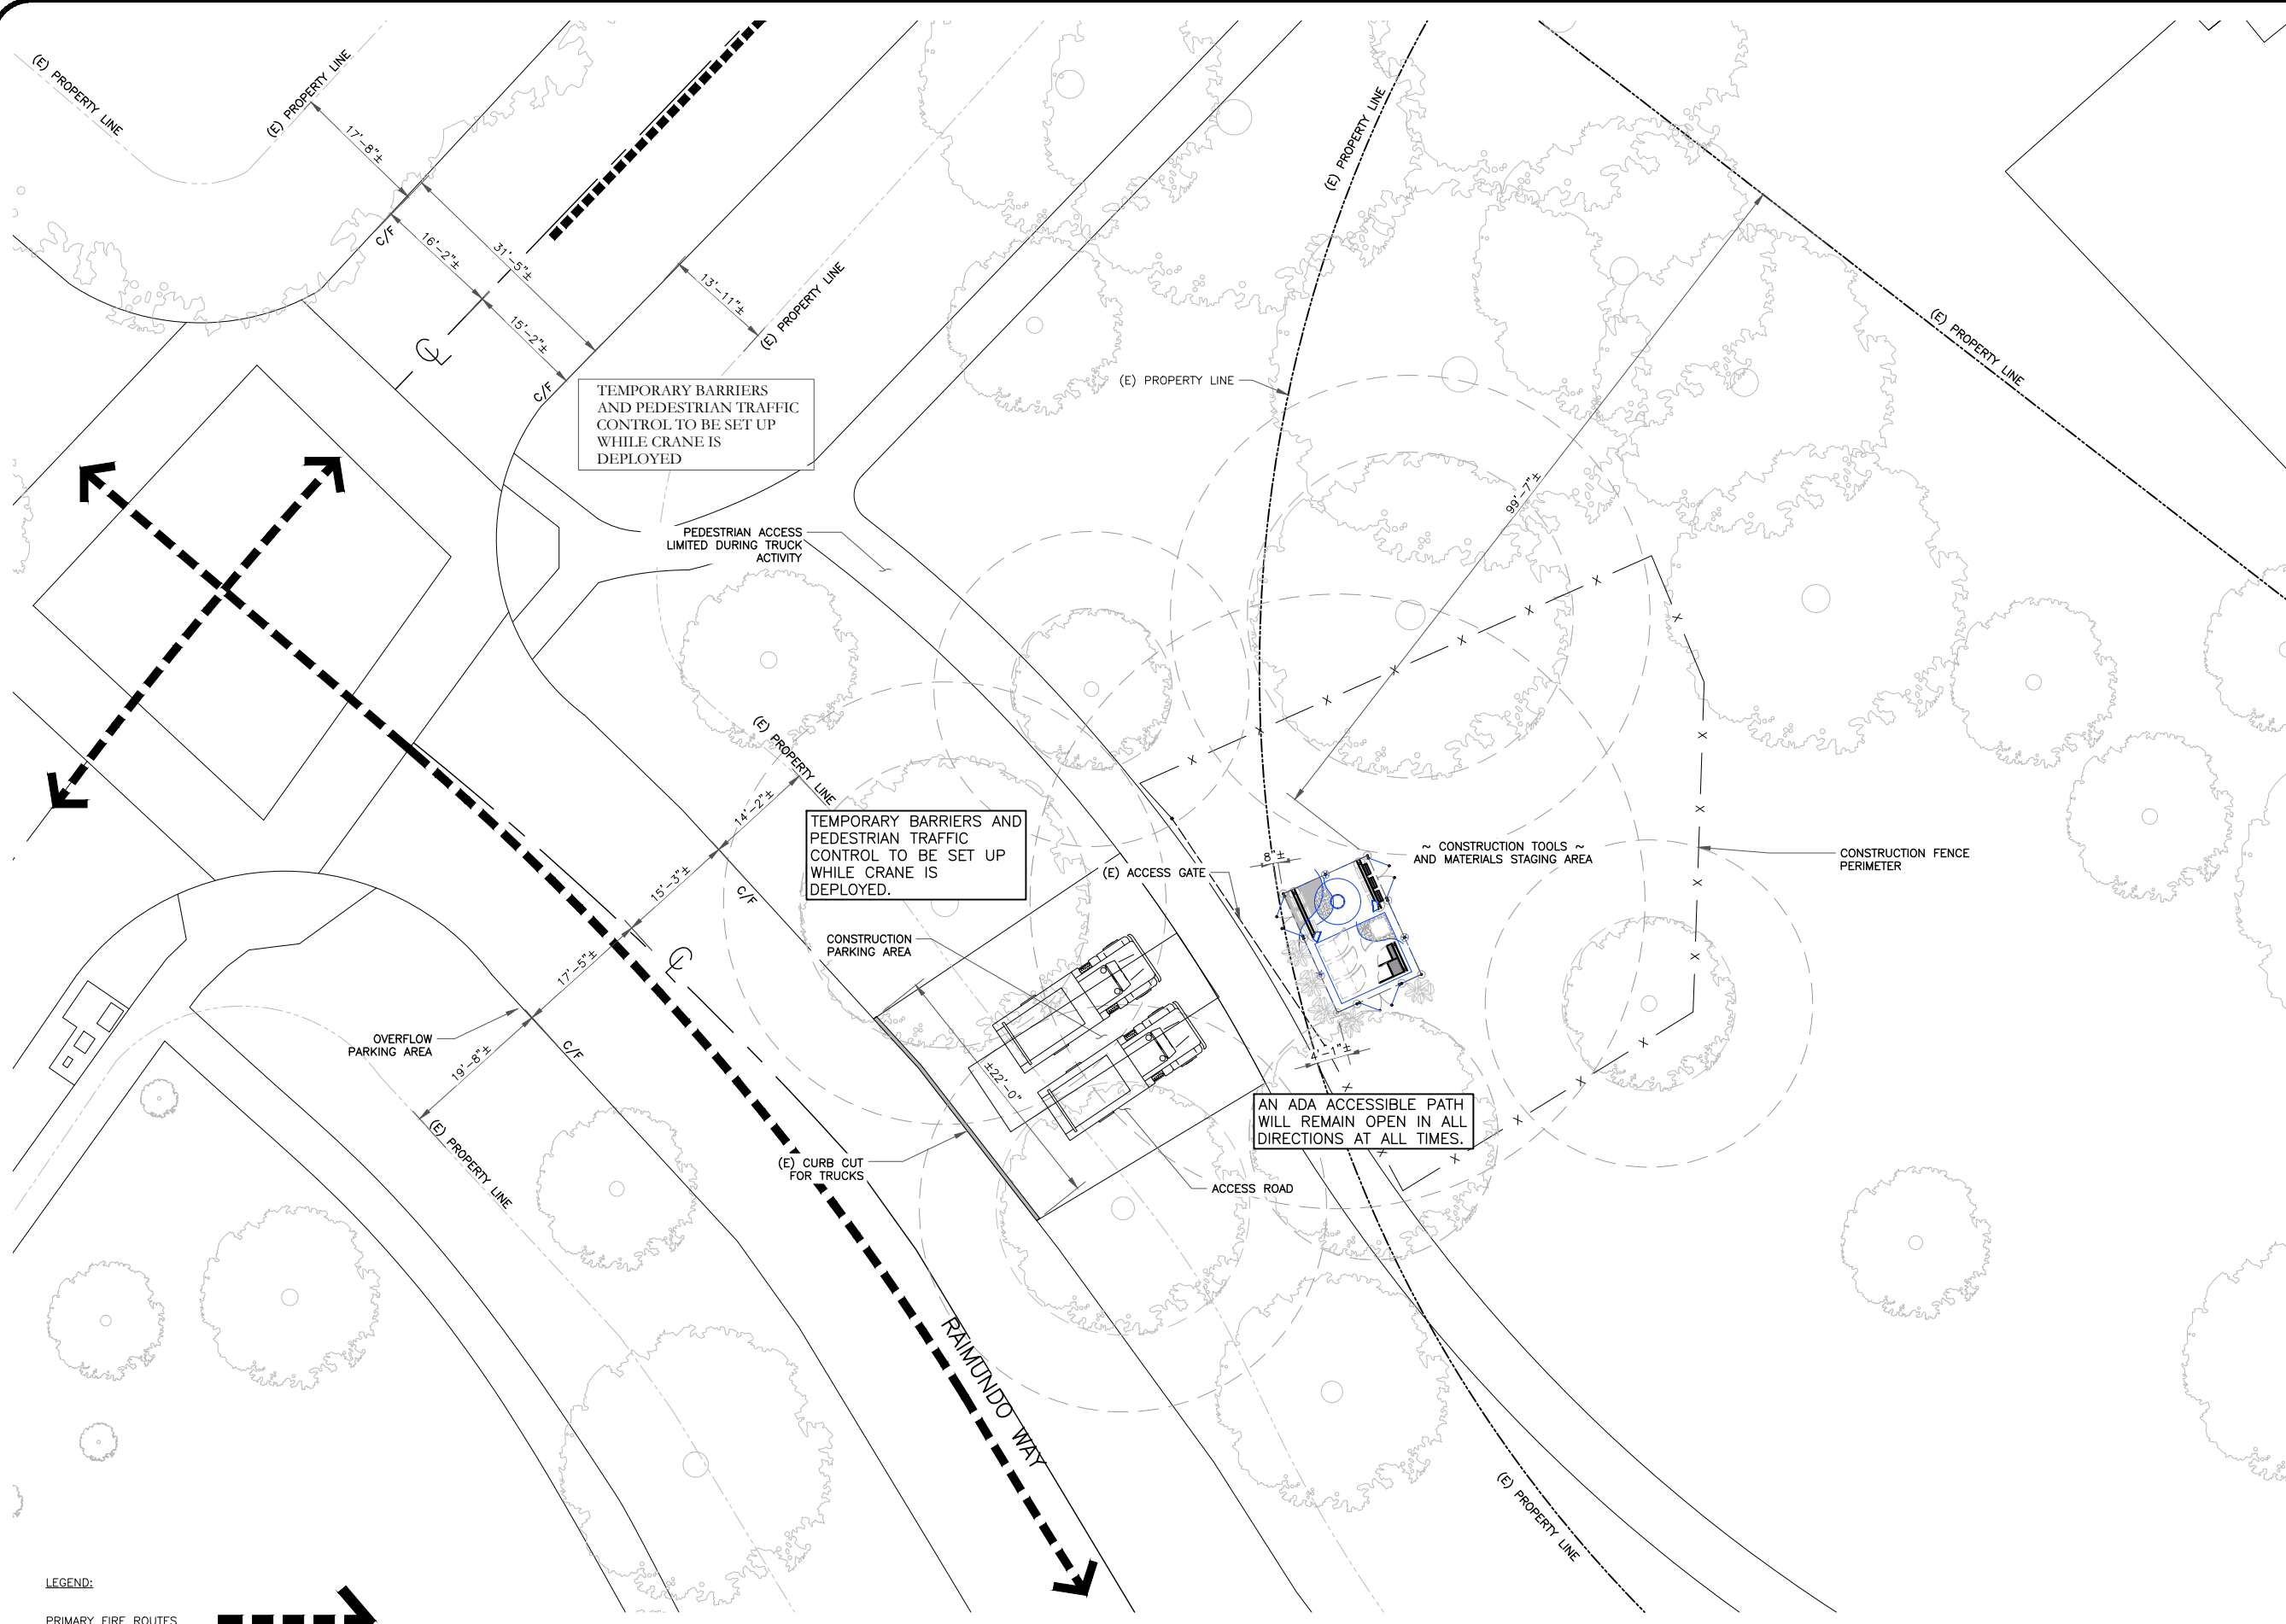 (E) PROPERTY LINE
(E) PROPERTY LINE
17'-8"±
C/F
16'-2"±
31'-5"±
15'-2"±
13'-11"±
(E) PROPERTY LINE
C/F
(E) PROPERTY LINE
(E) PROPERTY LINE
(E) PROPERTY LINE
99'-7"±
TEMPORARY BARRIERS
AND PEDESTRIAN TRAFFIC
CONTROL TO BE SET UP
WHILE CRANE IS
DEPLOYED
PEDESTRIAN ACCESS
LIMITED DURING TRUCK
ACTIVITY
(E) PROPERTY LINE
14'-2"±
15'-3"±
17'-5"±
19'-8"±
C/F
C/F
TEMPORARY BARRIERS AND
PEDESTRIAN TRAFFIC
CONTROL TO BE SET UP
WHILE CRANE IS
DEPLOYED.
(E) ACCESS GATE
8"±
~ CONSTRUCTION TOOLS ~
AND MATERIALS STAGING AREA
CONSTRUCTION FENCE
PERIMETER
CONSTRUCTION
PARKING AREA
OVERFLOW
PARKING AREA
±22'-0"
4'-1"±
AN ADA ACCESSIBLE PATH
WILL REMAIN OPEN IN ALL
DIRECTIONS AT ALL TIMES.
(E) PROPERTY LINE
(E) CURB CUT
FOR TRUCKS
ACCESS ROAD
RAIMUNDO WAY
(E) PROPERTY LINE
LEGEND:
PRIMARY FIRE ROUTES